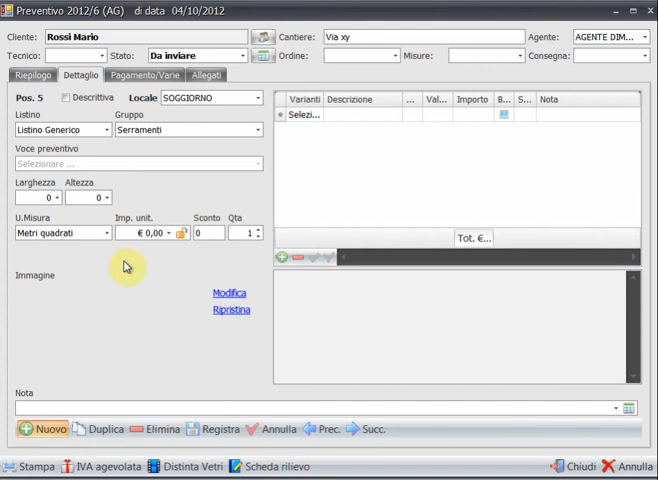 Preventivo 2012/6 (AG) di data 04/10/2012
Cliente: Rossi Mario Cantiere: Via xy Agente: AGENTE DIM...
Tecnico: Stato: Da inviare Ordine: Misure: Consegna:
Riepilogo Dettaglio Pagamento/Varie Allegati
Pos. 5 Descrittiva Locale SOGGIORNO
Varianti Descrizione ... Val... Importo B... S... Nota
Selezi...
Listino Gruppo
Listino Generico Serramenti
Voce preventivo
Selezionare ...
Larghezza Altezza
0 0
U.Misura Imp. unit. Sconto Qta
Metri quadrati € 0,00 0 1
Tot. €...
Immagine
Modifica
Ripristina
Nota
Nuovo Duplica Elimina Registra Annulla Prec. Succ.
Stampa IVA agevolata Distinta Vetri Scheda rilievo Chiudi Annulla